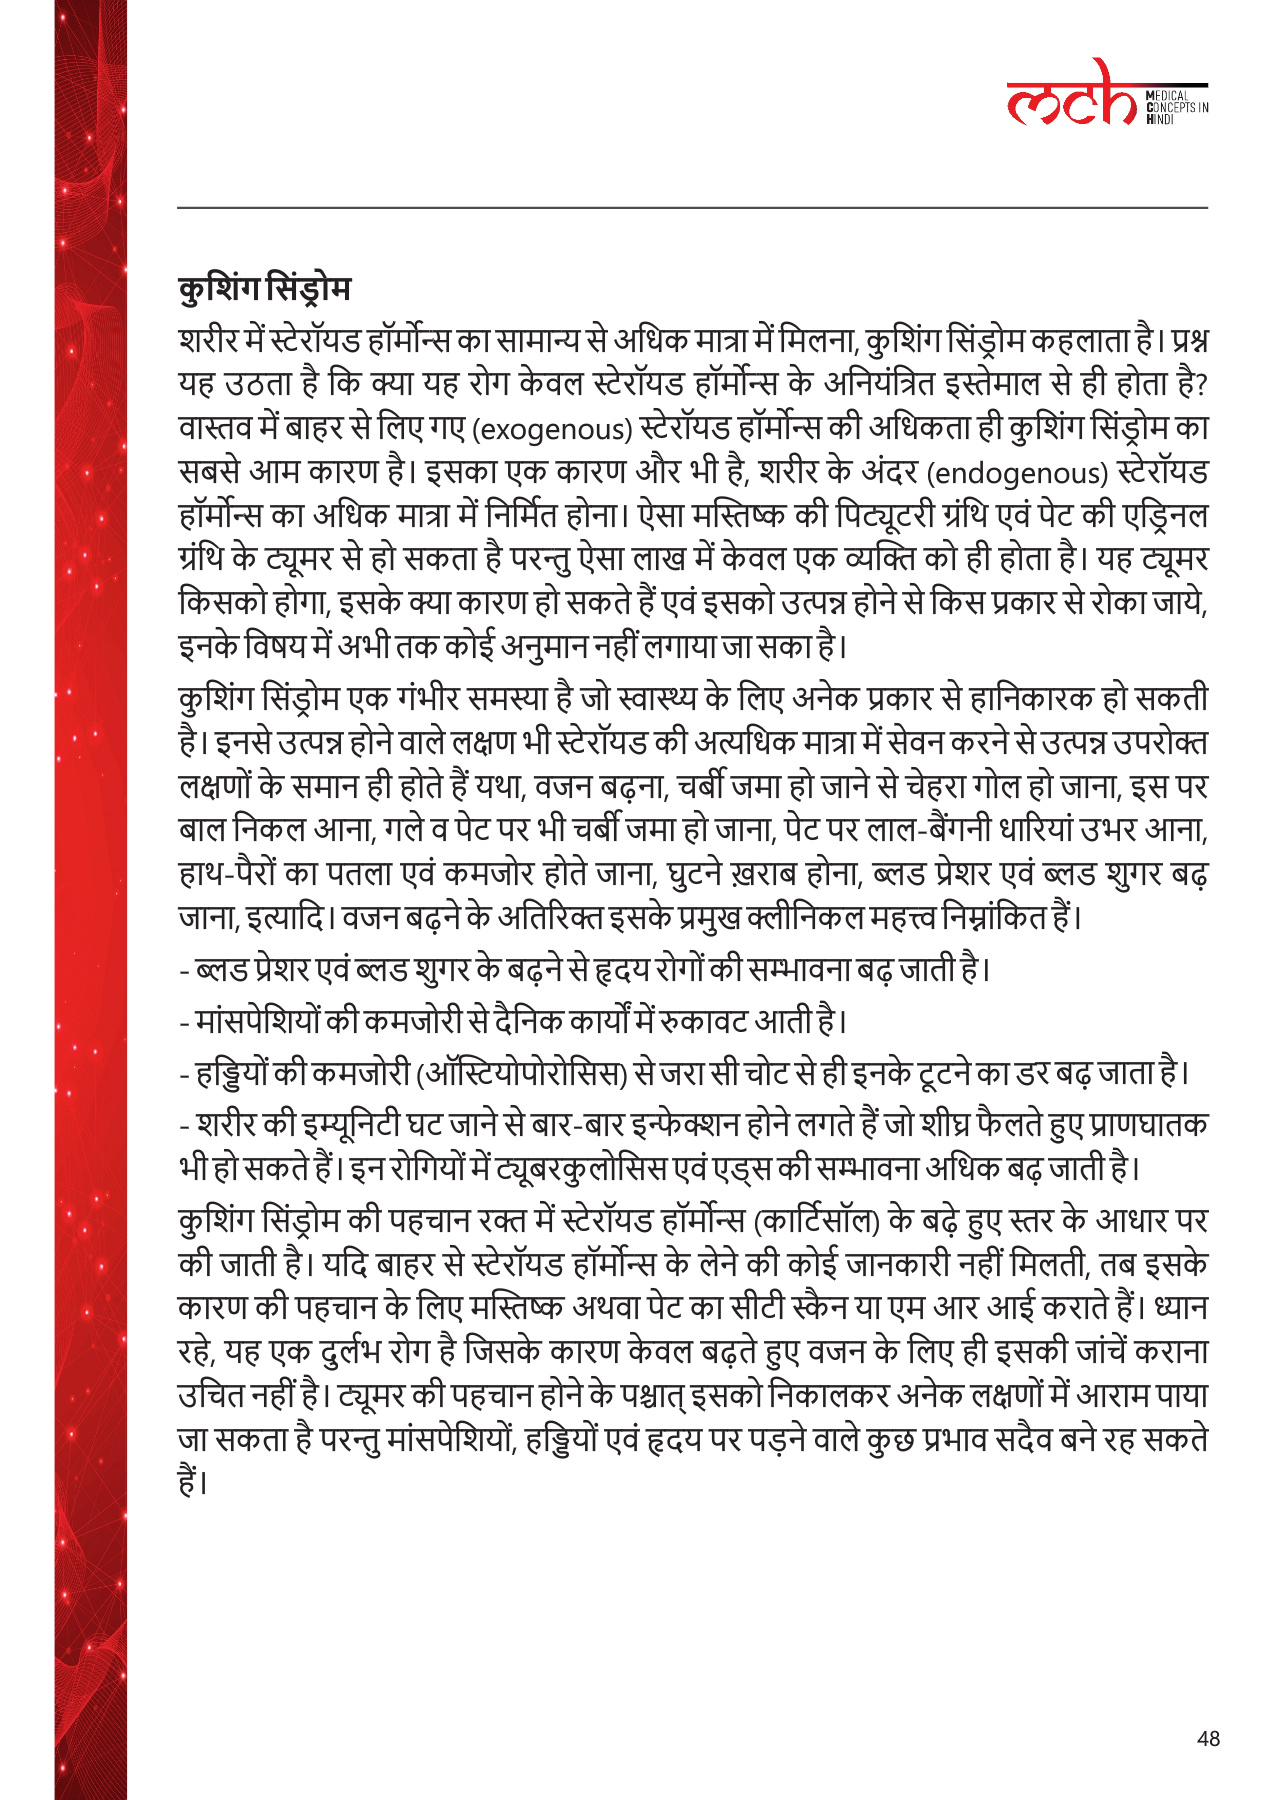 mch MEDICAL
CONCEPTS IN
HINDI
कुशिंग सिंड्रोम
शरीर में स्टेरॉयड हॉर्मोन्स का सामान्य से अधिक मात्रा में मिलना, कुशिंग सिंड्रोम कहलाता है। प्रश्न
यह उठता है कि क्या यह रोग केवल स्टेरॉयड हॉर्मोन्स के अनियंत्रित इस्तेमाल से ही होता है?
वास्तव में बाहर से लिए गए (exogenous) स्टेरॉयड हॉर्मोन्स की अधिकता ही कुशिंग सिंड्रोम का
सबसे आम कारण है। इसका एक कारण और भी है, शरीर के अंदर (endogenous) स्टेरॉयड
हॉर्मोन्स का अधिक मात्रा में निर्मित होना। ऐसा मस्तिष्क की पिट्यूटरी ग्रंथि एवं पेट की एड्रिनल
ग्रंथि के ट्यूमर से हो सकता है परन्तु ऐसा लाख में केवल एक व्यक्ति को ही होता है। यह ट्यूमर
किसको होगा, इसके क्या कारण हो सकते हैं एवं इसको उत्पन्न होने से किस प्रकार से रोका जाये,
इनके विषय में अभी तक कोई अनुमान नहीं लगाया जा सका है।
कुशिंग सिंड्रोम एक गंभीर समस्या है जो स्वास्थ्य के लिए अनेक प्रकार से हानिकारक हो सकती
है। इनसे उत्पन्न होने वाले लक्षण भी स्टेरॉयड की अत्यधिक मात्रा में सेवन करने से उत्पन्न उपरोक्त
लक्षणों के समान ही होते हैं यथा, वजन बढ़ना, चर्बी जमा हो जाने से चेहरा गोल हो जाना, इस पर
बाल निकल आना, गले व पेट पर भी चर्बी जमा हो जाना, पेट पर लाल-बैंगनी धारियां उभर आना,
हाथ-पैरों का पतला एवं कमजोर होते जाना, घुटने ख़राब होना, ब्लड प्रेशर एवं ब्लड शुगर बढ़
जाना, इत्यादि। वजन बढ़ने के अतिरिक्त इसके प्रमुख क्लीनिकल महत्त्व निम्नांकित हैं।
- ब्लड प्रेशर एवं ब्लड शुगर के बढ़ने से हृदय रोगों की सम्भावना बढ़ जाती है।
- मांसपेशियों की कमजोरी से दैनिक कार्यों में रुकावट आती है।
- हड्डियों की कमजोरी (ऑस्टियोपोरोसिस) से जरा सी चोट से ही इनके टूटने का डर बढ़ जाता है।
- शरीर की इम्यूनिटी घट जाने से बार-बार इन्फेक्शन होने लगते हैं जो शीघ्र फैलते हुए प्राणघातक
भी हो सकते हैं। इन रोगियों में ट्यूबरकुलोसिस एवं एड्स की सम्भावना अधिक बढ़ जाती है।
कुशिंग सिंड्रोम की पहचान रक्त में स्टेरॉयड हॉर्मोन्स (कार्टिसॉल) के बढ़े हुए स्तर के आधार पर
की जाती है। यदि बाहर से स्टेरॉयड हॉर्मोन्स के लेने की कोई जानकारी नहीं मिलती, तब इसके
कारण की पहचान के लिए मस्तिष्क अथवा पेट का सीटी स्कैन या एम आर आई कराते हैं। ध्यान
रहे, यह एक दुर्लभ रोग है जिसके कारण केवल बढ़ते हुए वजन के लिए ही इसकी जांचें कराना
उचित नहीं है। ट्यूमर की पहचान होने के पश्चात् इसको निकालकर अनेक लक्षणों में आराम पाया
जा सकता है परन्तु मांसपेशियों, हड्डियों एवं हृदय पर पड़ने वाले कुछ प्रभाव सदैव बने रह सकते
हैं।
48